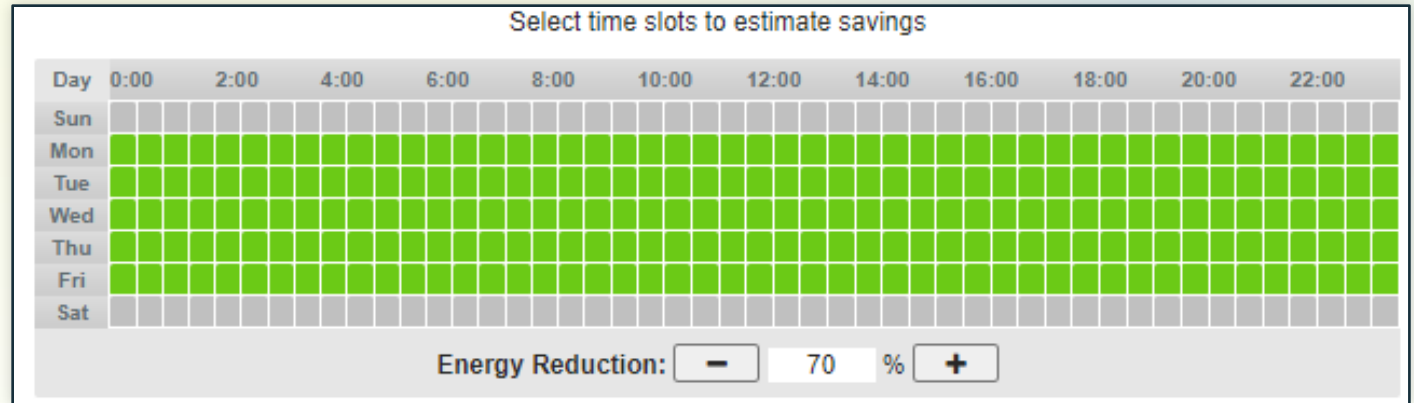 Select time slots to estimate savings
Day 0:00 2:00 4:00 6:00 8:00 10:00 12:00 14:00 16:00 18:00 20:00 22:00
Sun
Mon
Tue
Wed
Thu
Fri
Sat
Energy Reduction: − 70 % +